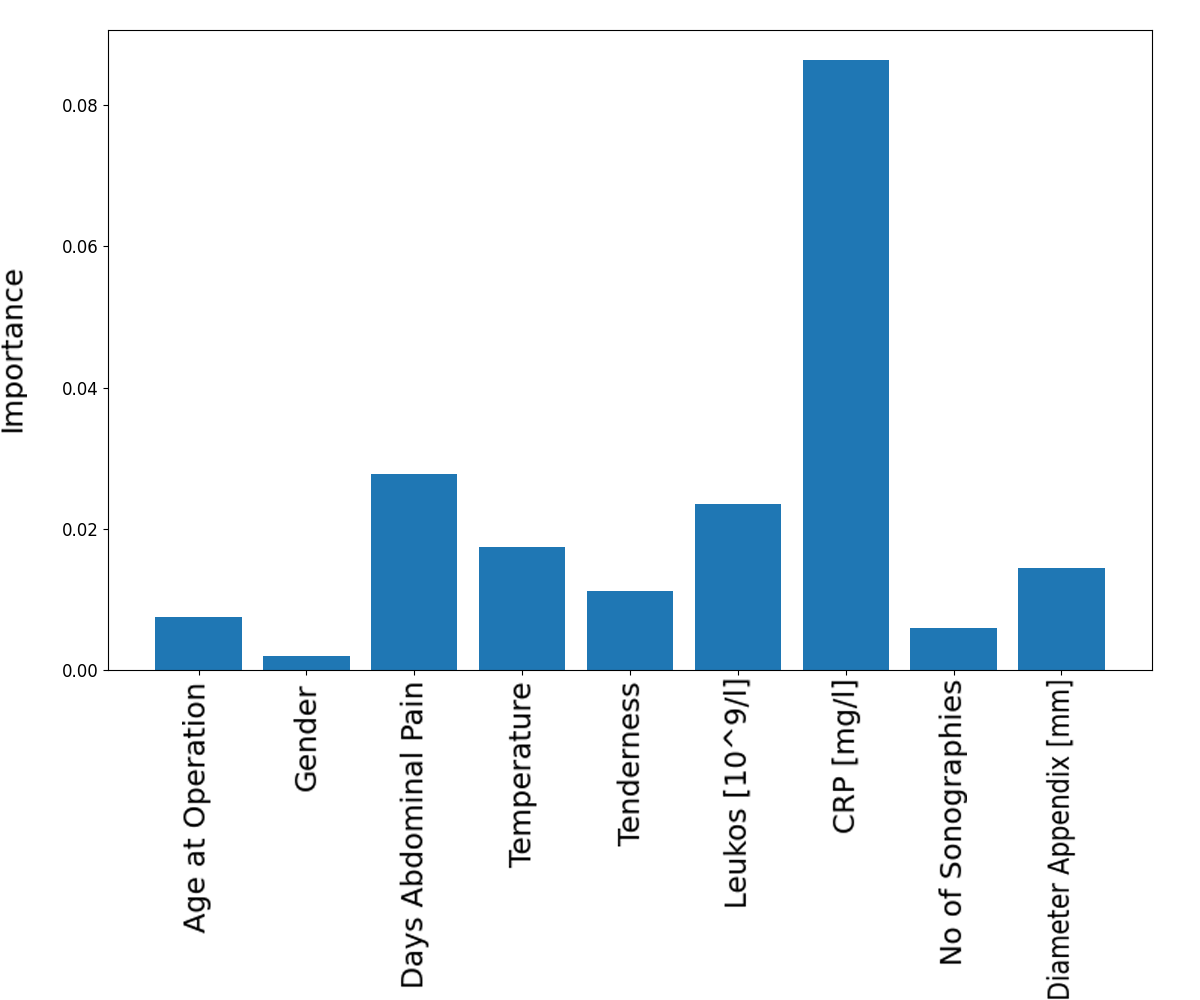 Importance
0.08
0.06
0.04
0.02
0.00
Age at Operation
Gender
Days Abdominal Pain
Temperature
Tenderness
Leukos [10^9/l]
CRP [mg/l]
No of Sonographies
Diameter Appendix [mm]